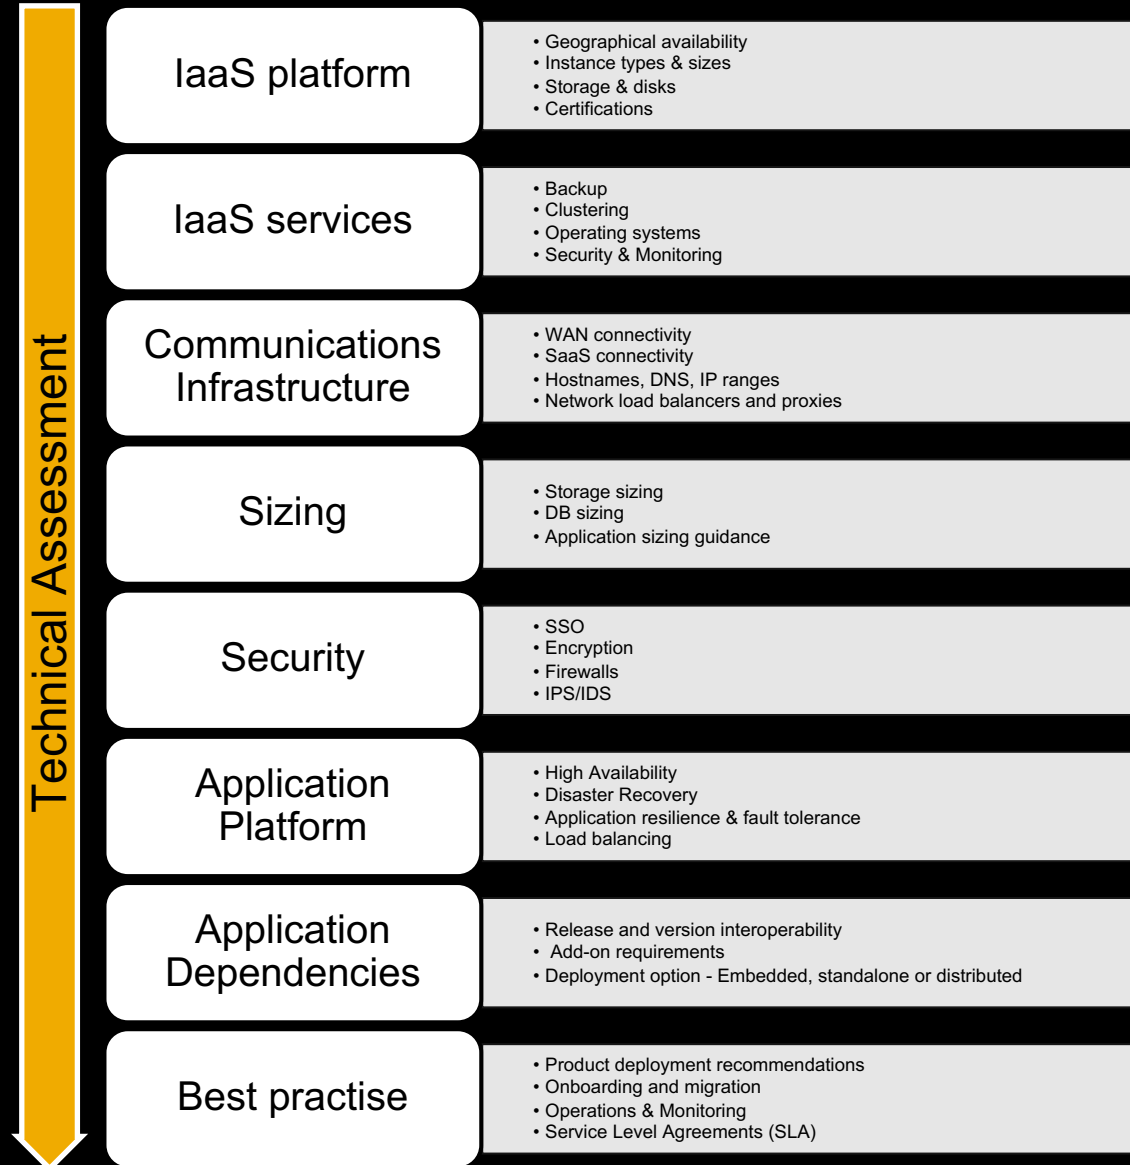 Technical Assessment
IaaS platform
• Geographical availability
• Instance types & sizes
• Storage & disks
• Certifications
IaaS services
• Backup
• Clustering
• Operating systems
• Security & Monitoring
Communications
Infrastructure
• WAN connectivity
• SaaS connectivity
• Hostnames, DNS, IP ranges
• Network load balancers and proxies
Sizing
• Storage sizing
• DB sizing
• Application sizing guidance
Security
• SSO
• Encryption
• Firewalls
• IPS/IDS
Application
Platform
• High Availability
• Disaster Recovery
• Application resilience & fault tolerance
• Load balancing
Application
Dependencies
• Release and version interoperability
• Add-on requirements
• Deployment option - Embedded, standalone or distributed
Best practise
• Product deployment recommendations
• Onboarding and migration
• Operations & Monitoring
• Service Level Agreements (SLA)